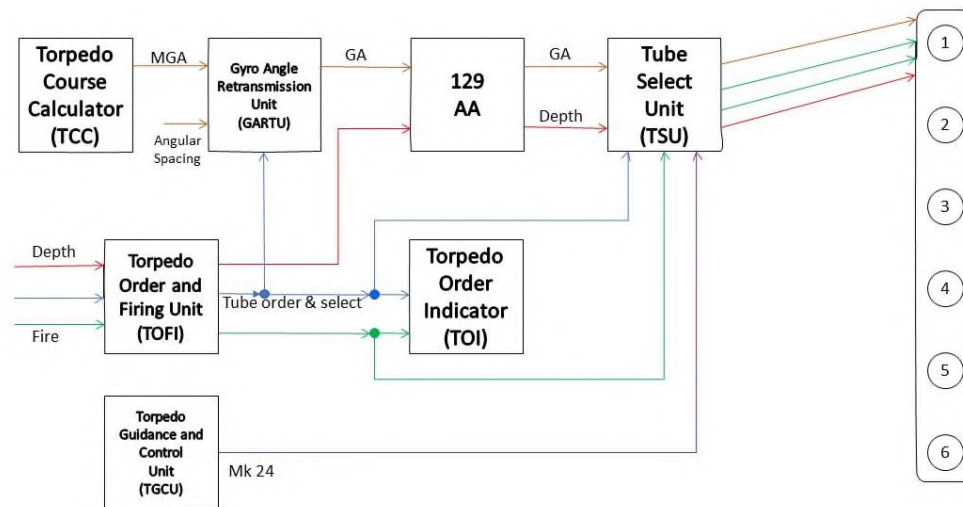 Torpedo
Course
Calculator
(TCC)
MGA
Angular
Spacing
Gyro Angle
Retransmission
Unit
(GARTU)
GA
129
AA
GA
Depth
Tube
Select
Unit
(TSU)
Depth
Fire
Torpedo
Order and
Firing Unit
(TOFI)
Tube order & select
Torpedo
Order
Indicator
(TOI)
Torpedo
Guidance and
Control
Unit
(TGCU)
Mk 24
1
2
3
4
5
6